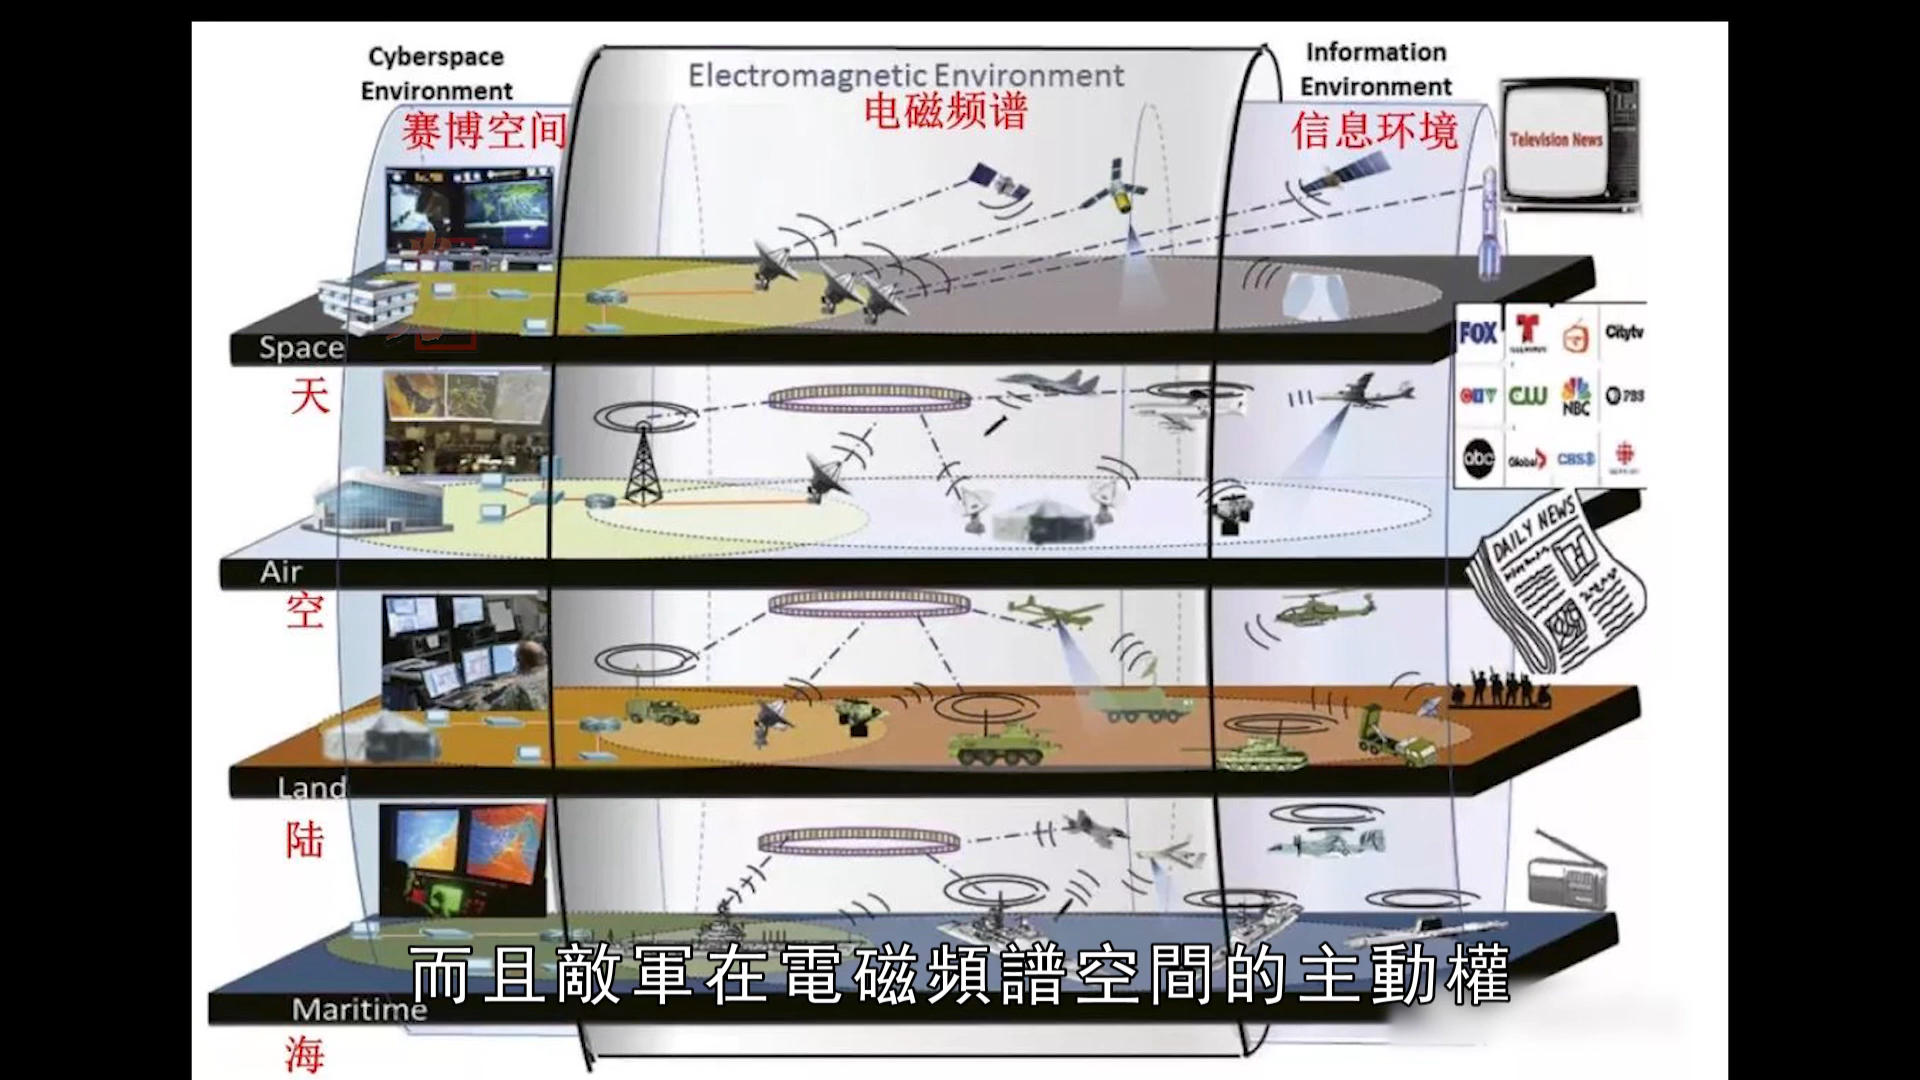 Cyberspace
Environment
赛博空间
Electromagnetic Environment
电磁频谱
Information
Environment
信息环境
Television News
Space
天
FOX
T
Citytv
CTV
CW
NBC
PBS
abc
Global
CBS
Air
空
DAILY NEWS
Land
陆
Maritime
海
而且敵軍在電磁頻譜空間的主動權